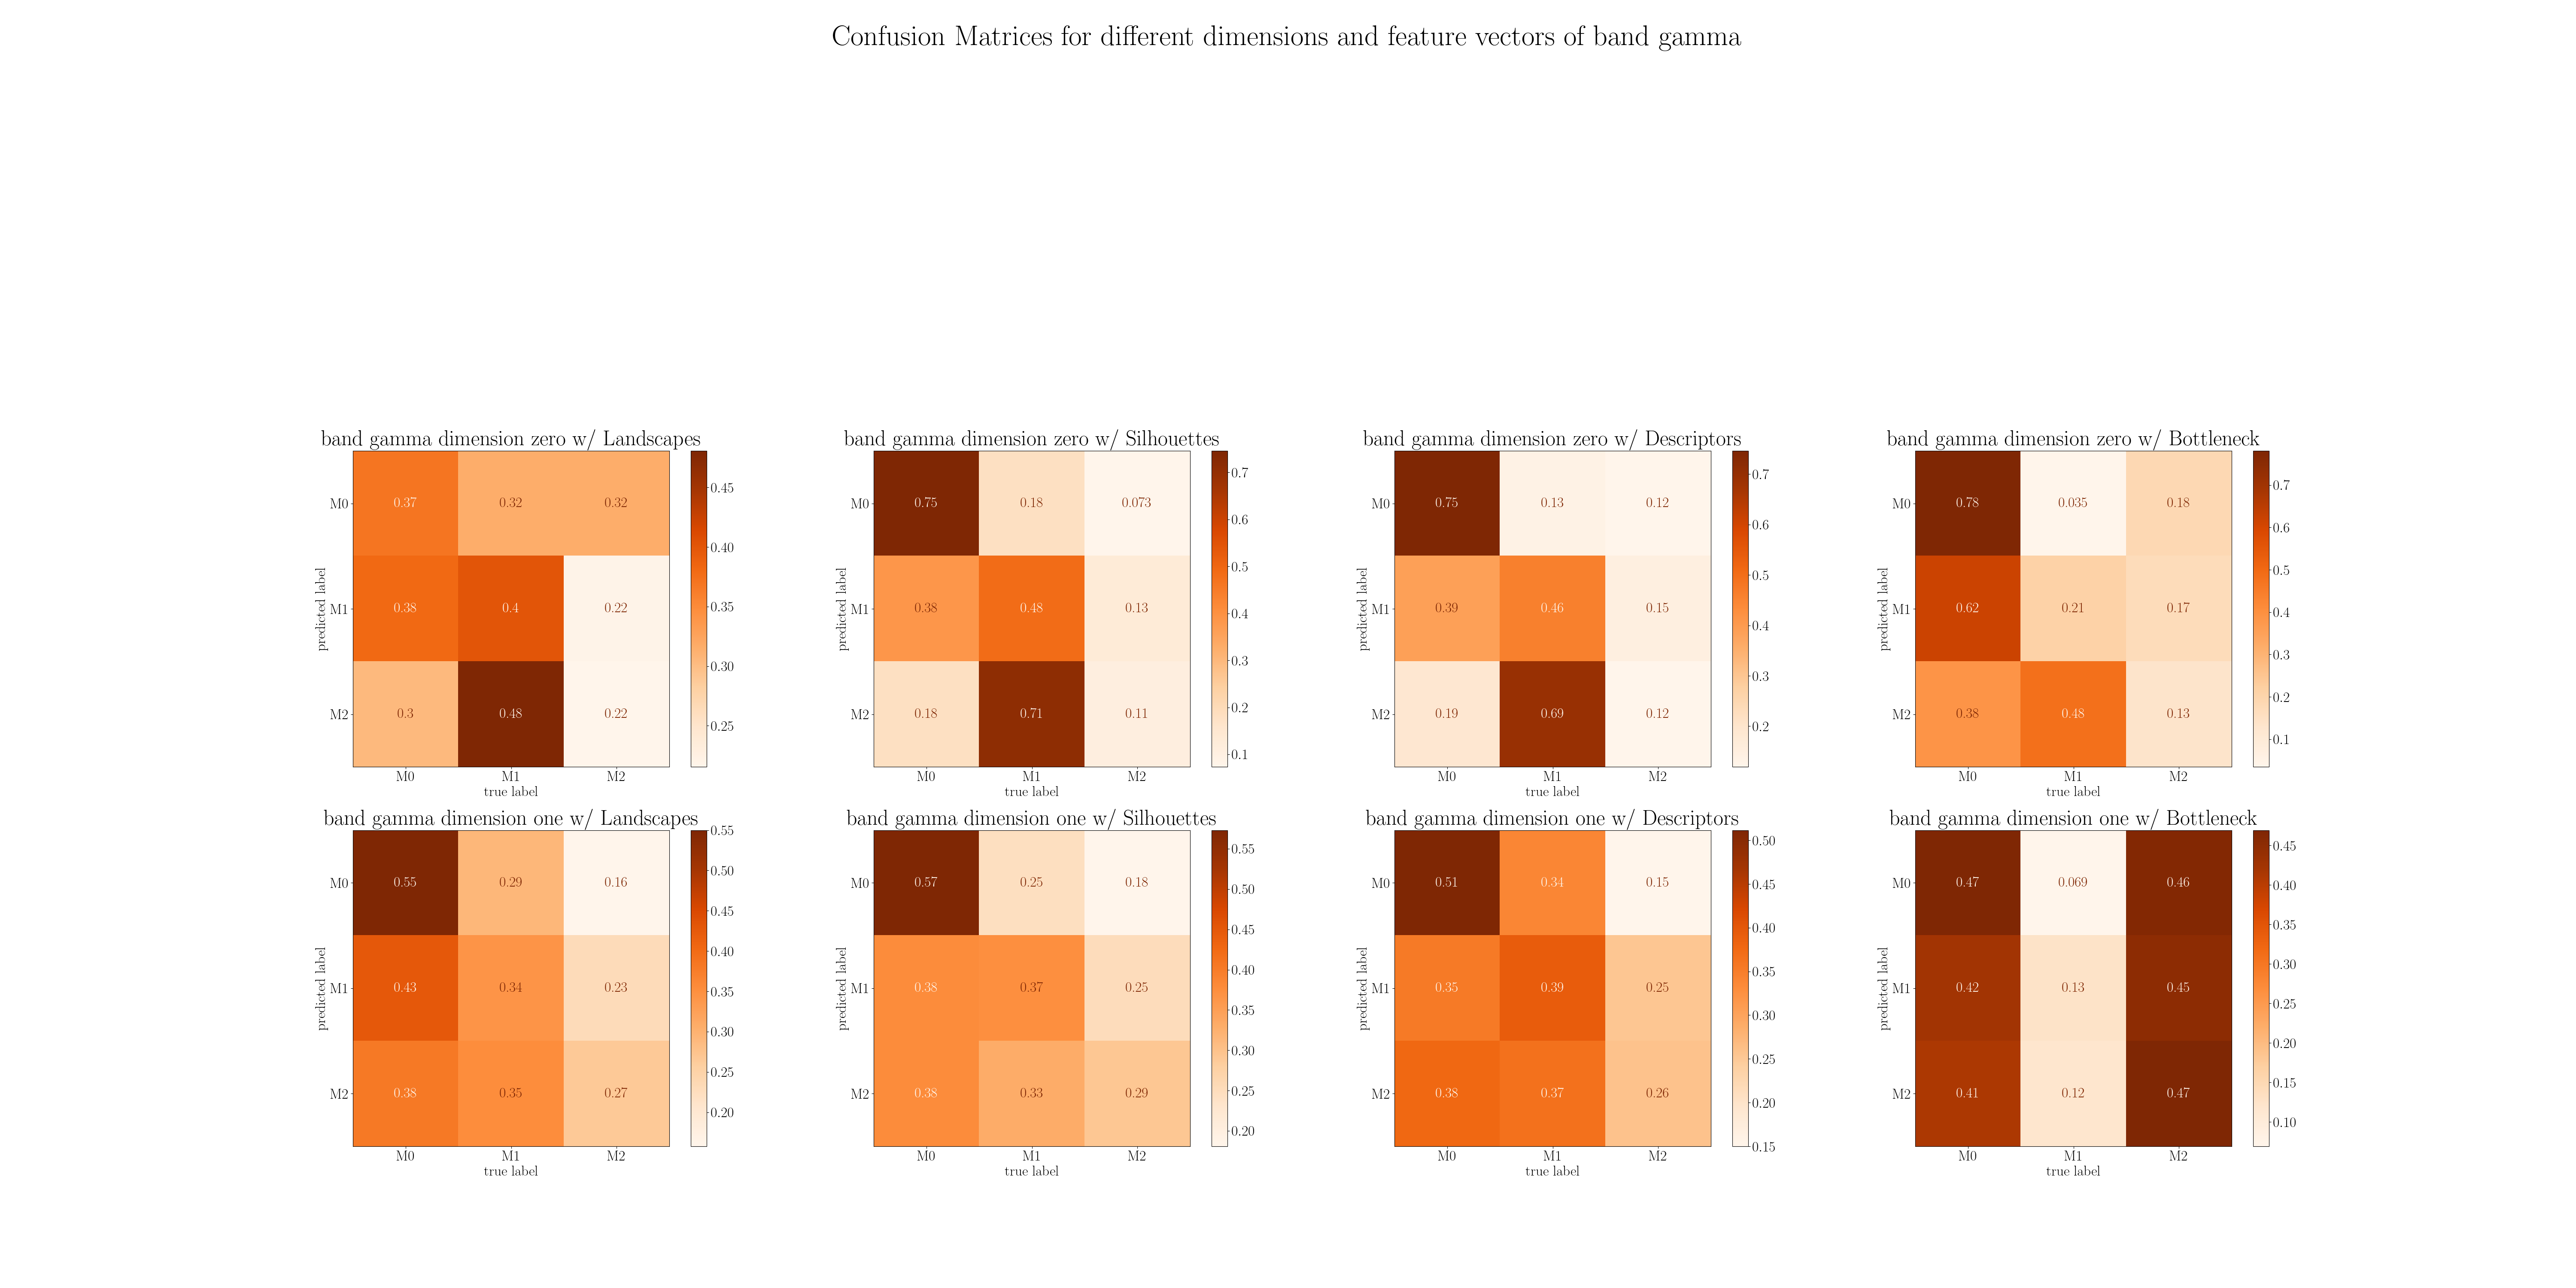 Confusion Matrices for different dimensions and feature vectors of band gamma
band gamma dimension zero w/ Landscapes
predicted label
M0 0.37 0.32 0.32
M1 0.38 0.4 0.22
M2 0.3 0.48 0.22
M0 M1 M2
true label
0.45
0.40
0.35
0.30
0.25
band gamma dimension zero w/ Silhouettes
predicted label
M0 0.75 0.18 0.073
M1 0.38 0.48 0.13
M2 0.18 0.71 0.11
M0 M1 M2
true label
0.7
0.6
0.5
0.4
0.3
0.2
0.1
band gamma dimension zero w/ Descriptors
predicted label
M0 0.75 0.13 0.12
M1 0.39 0.46 0.15
M2 0.19 0.69 0.12
M0 M1 M2
true label
0.7
0.6
0.5
0.4
0.3
0.2
band gamma dimension zero w/ Bottleneck
predicted label
M0 0.78 0.035 0.18
M1 0.62 0.21 0.17
M2 0.38 0.48 0.13
M0 M1 M2
true label
0.7
0.6
0.5
0.4
0.3
0.2
0.1
band gamma dimension one w/ Landscapes
predicted label
M0 0.55 0.29 0.16
M1 0.43 0.34 0.23
M2 0.38 0.35 0.27
M0 M1 M2
true label
0.55
0.50
0.45
0.40
0.35
0.30
0.25
0.20
band gamma dimension one w/ Silhouettes
predicted label
M0 0.57 0.25 0.18
M1 0.38 0.37 0.25
M2 0.38 0.33 0.29
M0 M1 M2
true label
0.55
0.50
0.45
0.40
0.35
0.30
0.25
0.20
band gamma dimension one w/ Descriptors
predicted label
M0 0.51 0.34 0.15
M1 0.35 0.39 0.25
M2 0.38 0.37 0.26
M0 M1 M2
true label
0.50
0.45
0.40
0.35
0.30
0.25
0.20
0.15
band gamma dimension one w/ Bottleneck
predicted label
M0 0.47 0.069 0.46
M1 0.42 0.13 0.45
M2 0.41 0.12 0.47
M0 M1 M2
true label
0.45
0.40
0.35
0.30
0.25
0.20
0.15
0.10